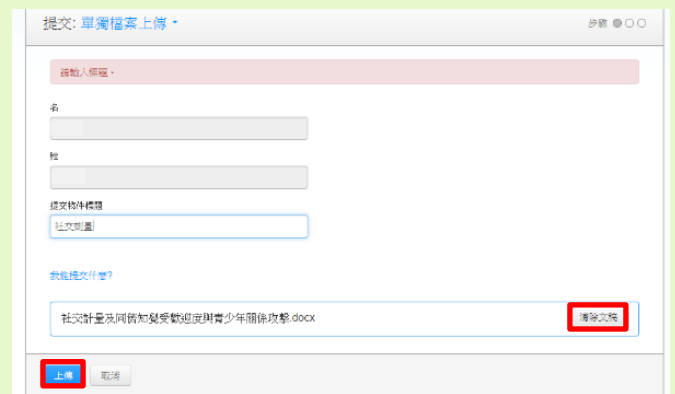 提交: 單獨檔案上傳
步驟
請輸入標題。
名
姓
提交物件標題
社交計量
我能提交什麼?
社交計量及同儕知覺受歡迎度與青少年關係攻擊.docx
清除文稿
上傳
取消